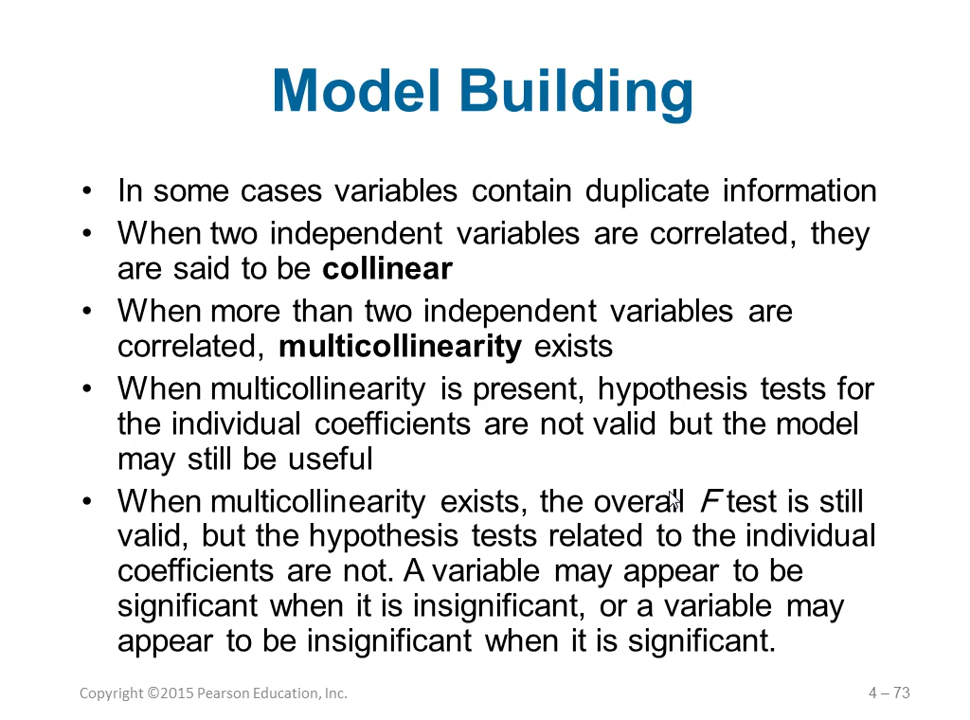 Model Building
• In some cases variables contain duplicate information
• When two independent variables are correlated, they
are said to be collinear
• When more than two independent variables are
correlated, multicollinearity exists
• When multicollinearity is present, hypothesis tests for
the individual coefficients are not valid but the model
may still be useful
• When multicollinearity exists, the overall F test is still
valid, but the hypothesis tests related to the individual
coefficients are not. A variable may appear to be
significant when it is insignificant, or a variable may
appear to be insignificant when it is significant.
Copyright ©2015 Pearson Education, Inc.
4 – 73